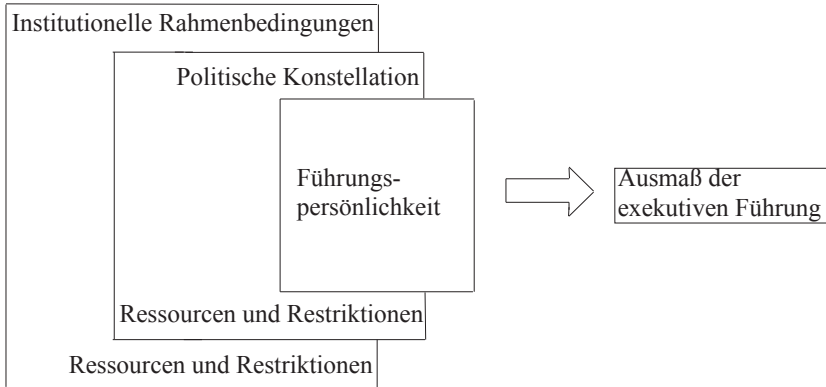 Institutionelle Rahmenbedingungen
Politische Konstellation
Führungs-
persönlichkeit
Ausmaß der
exekutiven Führung
Ressourcen und Restriktionen
Ressourcen und Restriktionen